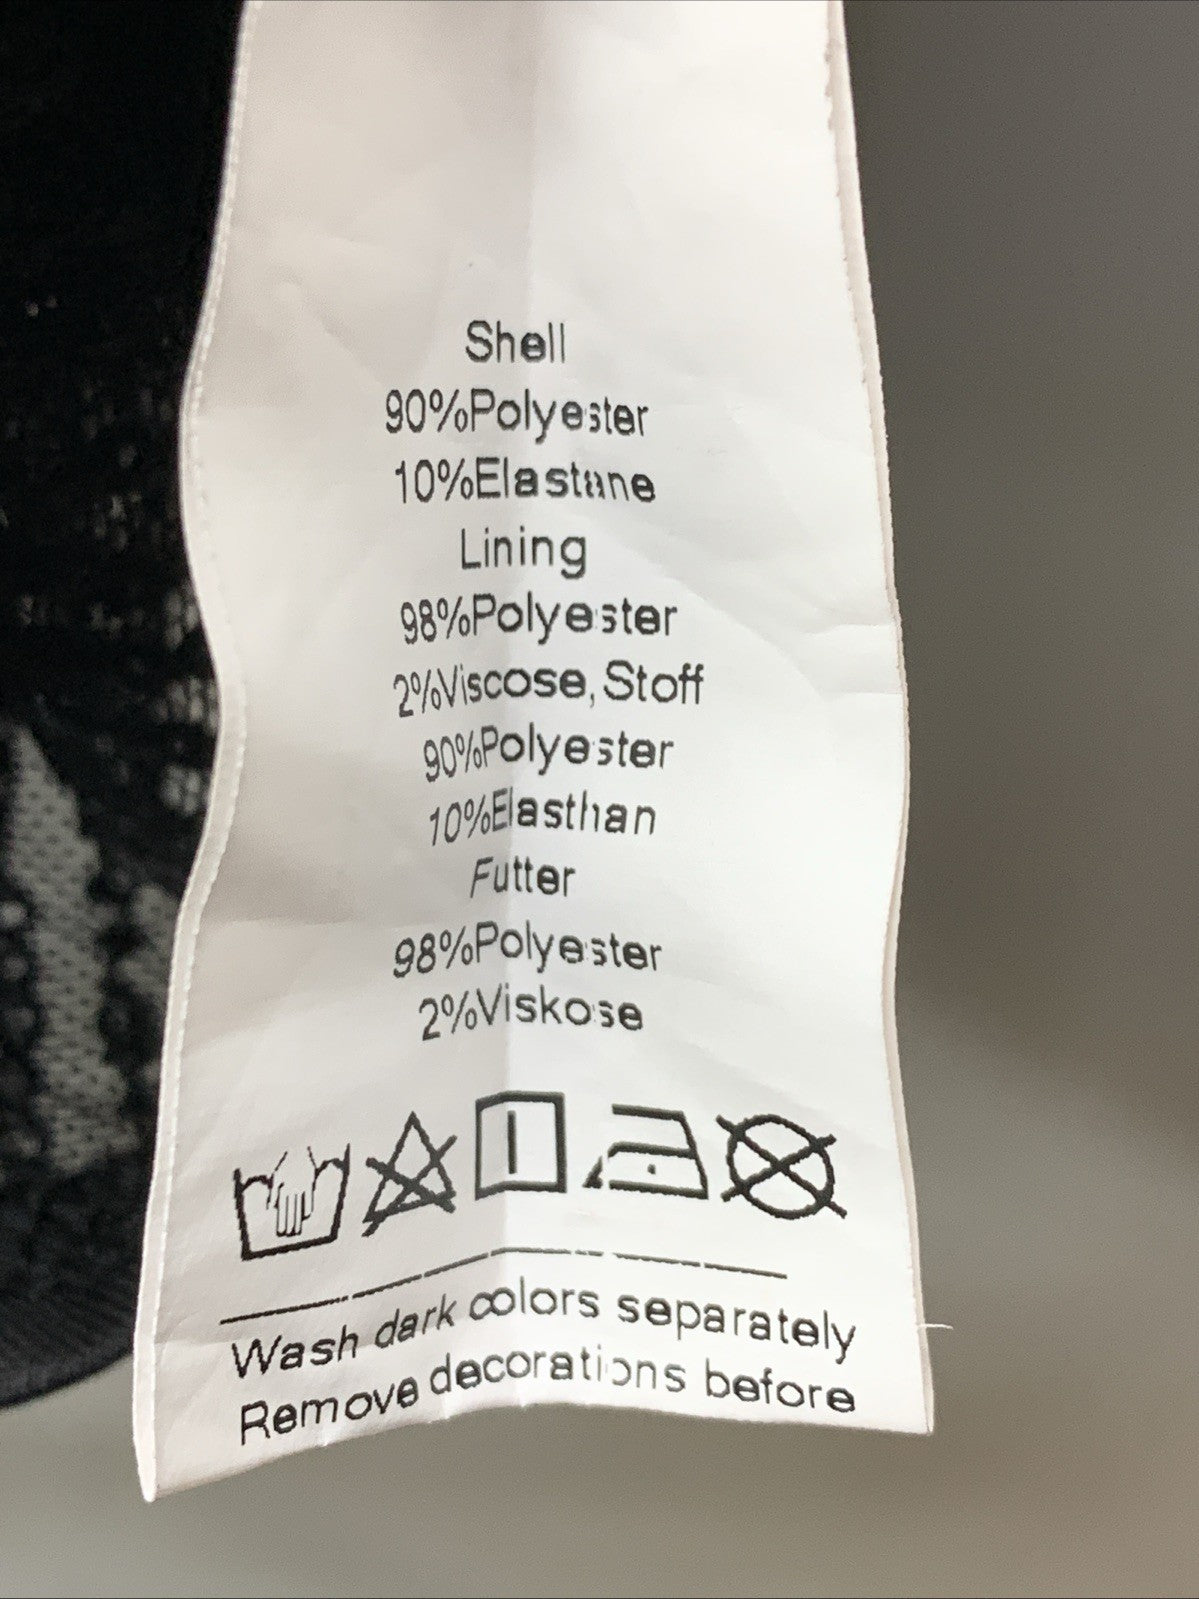 Shell
90%Polyester
10%Elastane
Lining
98%Polyester
2%Viscose,Stoff
90%Polyester
10%Elasthan
Futter
98%Polyester
2%Viskose
Wash dark colors separately
Remove decorations before